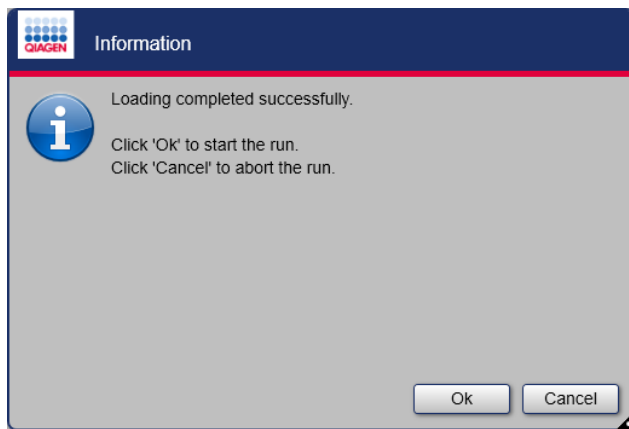 QIAGEN
Information
Loading completed successfully.
Click 'Ok' to start the run.
Click 'Cancel' to abort the run.
Ok
Cancel